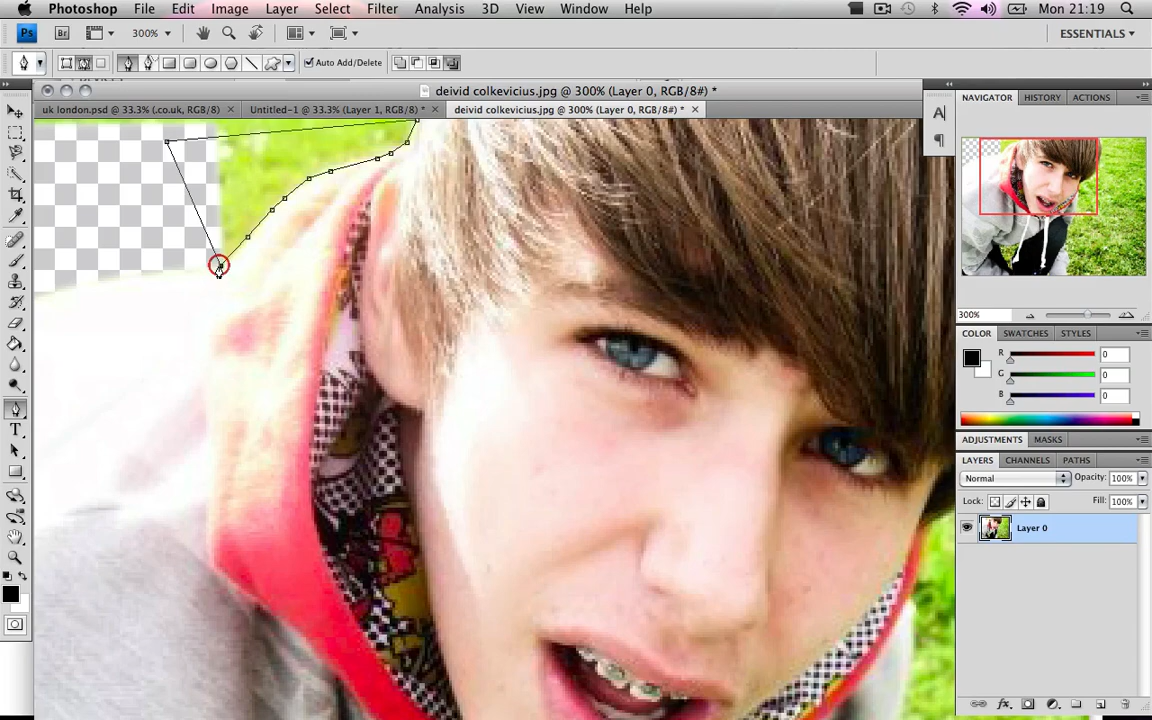 Photoshop File Edit Image Layer Select Filter Analysis 3D View Window Help Mon 21:19
Ps Br 300% ESSENTIALS
Auto Add/Delete
deivid colkevicius.jpg @ 300% (Layer 0, RGB/8#) *
uk london.psd @ 33.3% (.co.uk, RGB/8) Untitled-1 @ 33.3% (Layer 1, RGB/8) * deivid colkevicius.jpg @ 300% (Layer 0, RGB/8#) *
NAVIGATOR HISTORY ACTIONS
300%
COLOR SWATCHES STYLES
R 0
G 0
B 0
ADJUSTMENTS MASKS
LAYERS CHANNELS PATHS
Normal Opacity: 100%
Lock: Fill: 100%
Layer 0